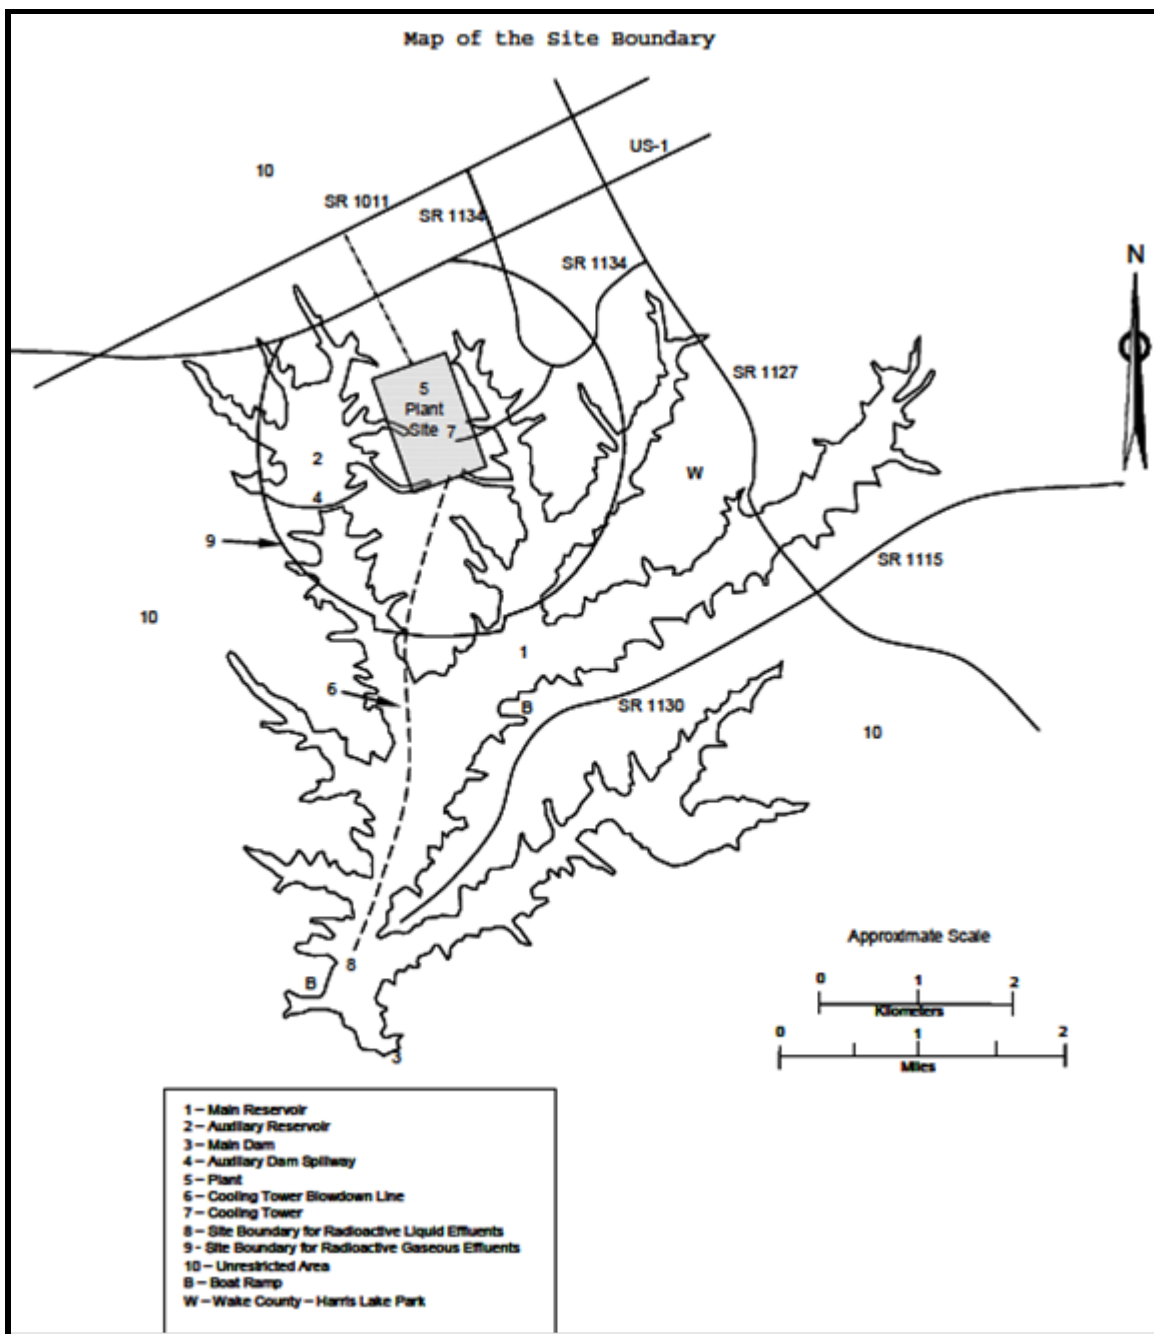 Map of the Site Boundary
US-1
10
SR 1011
SR 1134
SR 1134
N
SR 1127
5
Plant
Site
7
2
W
4
9
SR 1115
10
1
6
B
SR 1130
10
Approximate Scale
8
B
0 1 2
Kilometers
0 1 2
3
Miles
1 – Main Reservoir
2 – Auxiliary Reservoir
3 – Main Dam
4 – Auxiliary Dam Spillway
5 – Plant
6 – Cooling Tower Blowdown Line
7 – Cooling Tower
8 – Site Boundary for Radioactive Liquid Effluents
9 - Site Boundary for Radioactive Gaseous Effluents
10 – Unrestricted Area
B – Boat Ramp
W – Wake County – Harris Lake Park